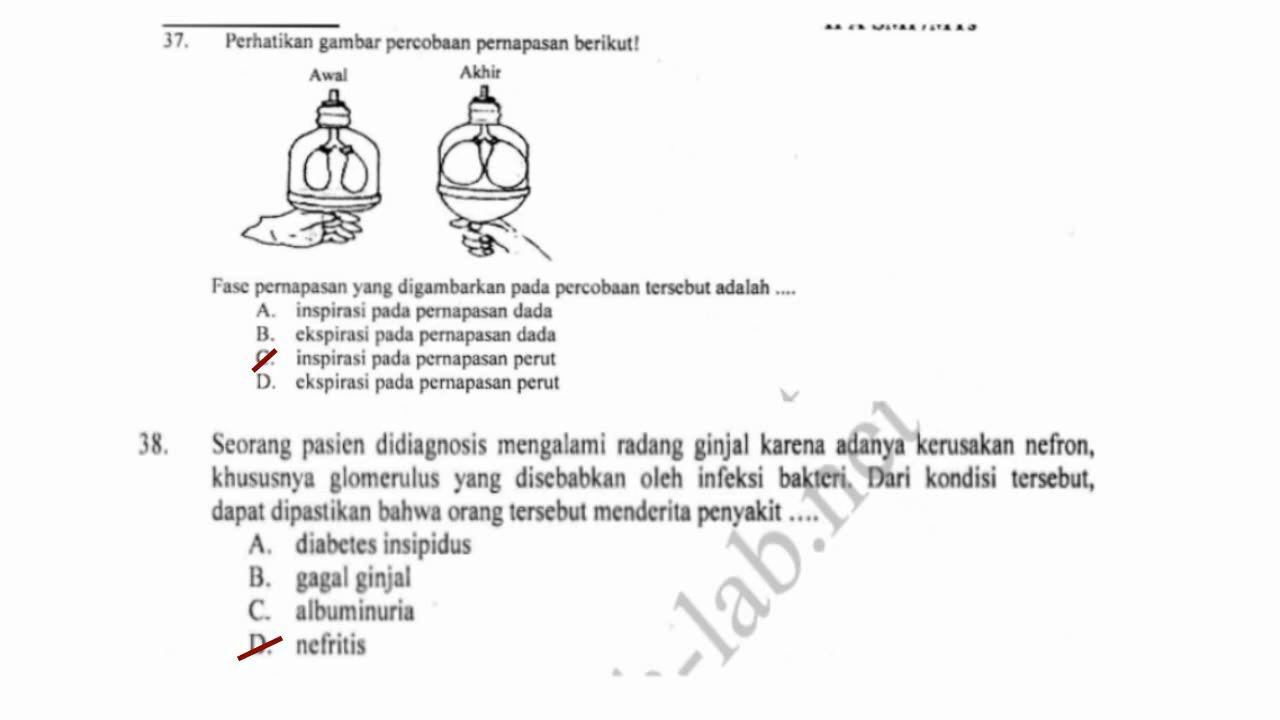 37. Perhatikan gambar percobaan pernapasan berikut!
Awal Akhir
Fase pernapasan yang digambarkan pada percobaan tersebut adalah ....
A. inspirasi pada pernapasan dada
B. ekspirasi pada pernapasan dada
C. inspirasi pada pernapasan perut
D. ekspirasi pada pernapasan perut
38. Seorang pasien didiagnosis mengalami radang ginjal karena adanya kerusakan nefron,
khususnya glomerulus yang disebabkan oleh infeksi bakteri. Dari kondisi tersebut,
dapat dipastikan bahwa orang tersebut menderita penyakit ....
A. diabetes insipidus
B. gagal ginjal
C. albuminuria
D. nefritis